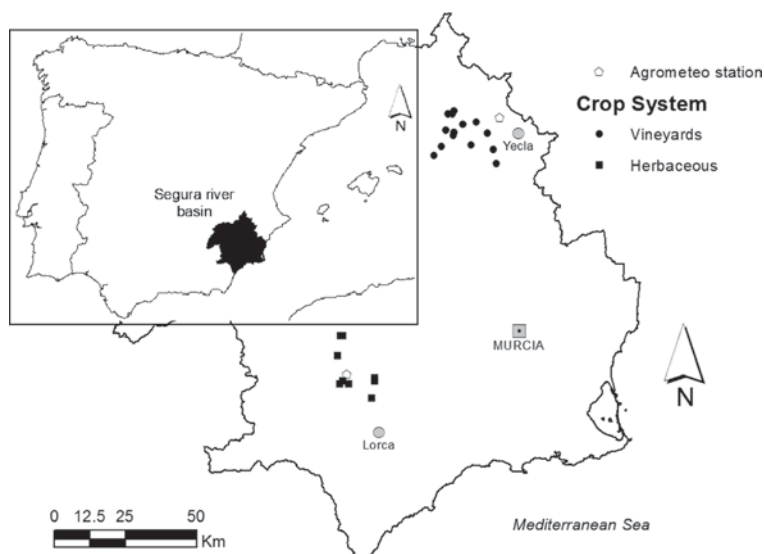 Segura river
basin
N
Agrometeo station
Crop System
Vineyards
Herbaceous
Yecla
MURCIA
N
Lorca
0 12.5 25 50
Km
Mediterranean Sea